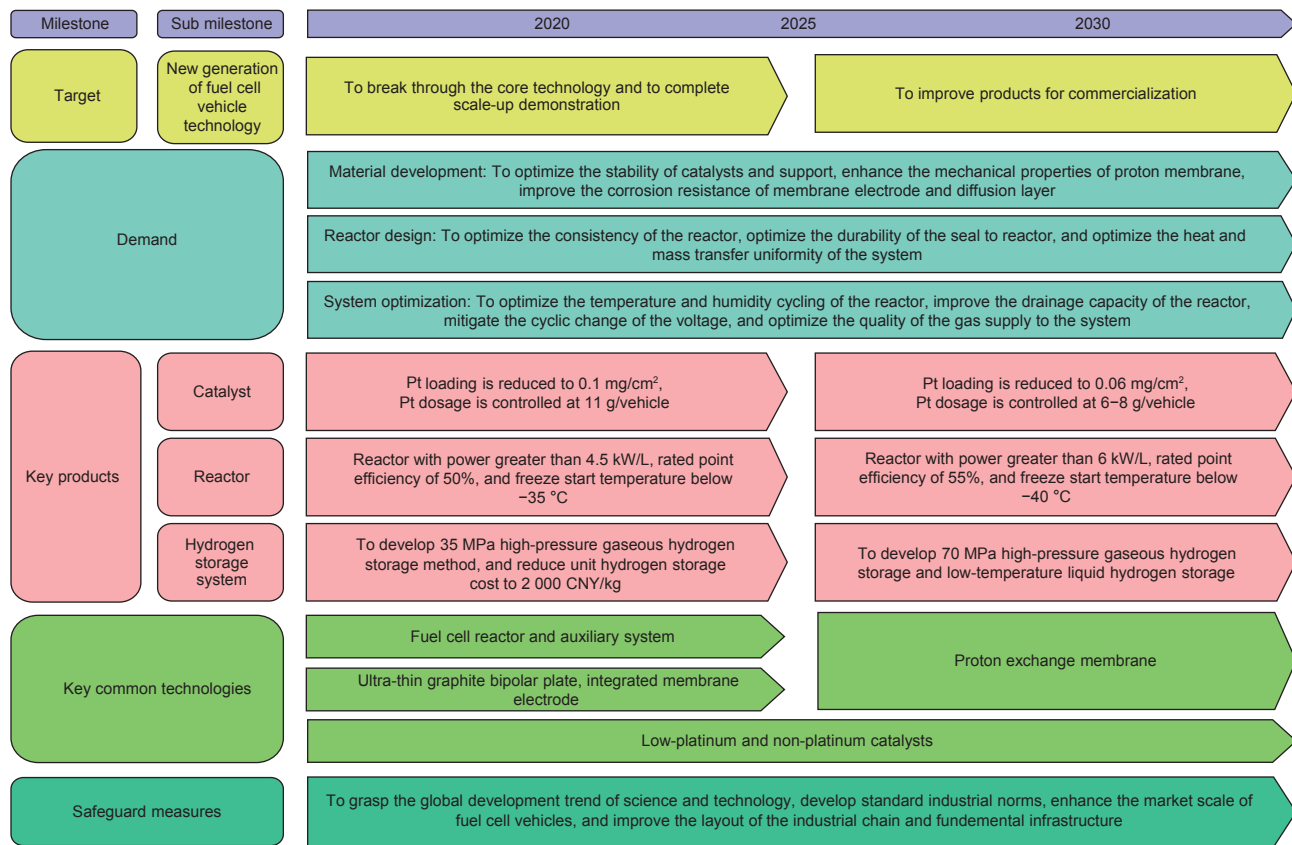 Milestone
Sub milestone
2020
2025
2030
Target
New generation
of fuel cell
vehicle
technology
To break through the core technology and to complete
scale-up demonstration
To improve products for commercialization
Demand
Material development: To optimize the stability of catalysts and support, enhance the mechanical properties of proton membrane,
improve the corrosion resistance of membrane electrode and diffusion layer
Reactor design: To optimize the consistency of the reactor, optimize the durability of the seal to reactor, and optimize the heat and
mass transfer uniformity of the system
System optimization: To optimize the temperature and humidity cycling of the reactor, improve the drainage capacity of the reactor,
mitigate the cyclic change of the voltage, and optimize the quality of the gas supply to the system
Key products
Catalyst
Pt loading is reduced to 0.1 mg/cm²,
Pt dosage is controlled at 11 g/vehicle
Pt loading is reduced to 0.06 mg/cm²,
Pt dosage is controlled at 6−8 g/vehicle
Reactor
Reactor with power greater than 4.5 kW/L, rated point
efficiency of 50%, and freeze start temperature below
−35 °C
Reactor with power greater than 6 kW/L, rated point
efficiency of 55%, and freeze start temperature below
−40 °C
Hydrogen
storage
system
To develop 35 MPa high-pressure gaseous hydrogen
storage method, and reduce unit hydrogen storage
cost to 2 000 CNY/kg
To develop 70 MPa high-pressure gaseous hydrogen
storage and low-temperature liquid hydrogen storage
Key common technologies
Fuel cell reactor and auxiliary system
Ultra-thin graphite bipolar plate, integrated membrane
electrode
Proton exchange membrane
Low-platinum and non-platinum catalysts
Safeguard measures
To grasp the global development trend of science and technology, develop standard industrial norms, enhance the market scale of
fuel cell vehicles, and improve the layout of the industrial chain and fundemental infrastructure